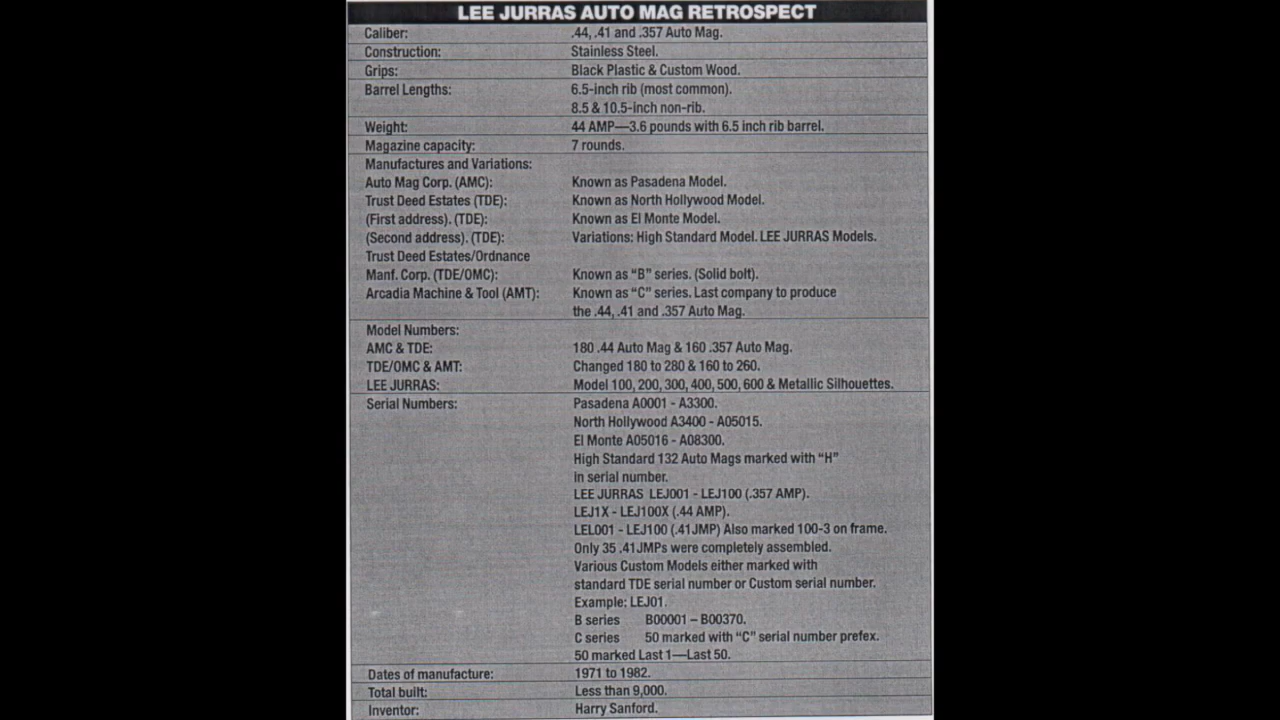 LEE JURRAS AUTO MAG RETROSPECT
Caliber: .44, .41 and .357 Auto Mag.
Construction: Stainless Steel.
Grips: Black Plastic & Custom Wood.
Barrel Lengths: 6.5-inch rib (most common).
8.5 & 10.5-inch non-rib.
Weight: 44 AMP—3.6 pounds with 6.5 inch rib barrel.
Magazine capacity: 7 rounds.
Manufactures and Variations:
Auto Mag Corp. (AMC): Known as Pasadena Model.
Trust Deed Estates (TDE): Known as North Hollywood Model.
(First address). (TDE): Known as El Monte Model.
(Second address). (TDE): Variations: High Standard Model. LEE JURRAS Models.
Trust Deed Estates/Ordnance
Manf. Corp. (TDE/OMC): Known as “B” series. (Solid bolt).
Arcadia Machine & Tool (AMT): Known as “C” series. Last company to produce
the .44, .41 and .357 Auto Mag.
Model Numbers:
AMC & TDE: 180 .44 Auto Mag & 160 .357 Auto Mag.
TDE/OMC & AMT: Changed 180 to 280 & 160 to 260.
LEE JURRAS: Model 100, 200, 300, 400, 500, 600 & Metallic Silhouettes.
Serial Numbers: Pasadena A0001 - A3300.
North Hollywood A3400 - A05015.
El Monte A05016 - A08300.
High Standard 132 Auto Mags marked with “H”
in serial number.
LEE JURRAS LEJ001 - LEJ100 (.357 AMP).
LEJ1X - LEJ100X (.44 AMP).
LEL001 - LEJ100 (.41JMP) Also marked 100-3 on frame.
Only 35 .41JMPs were completely assembled.
Various Custom Models either marked with
standard TDE serial number or Custom serial number.
Example: LEJ01.
B series B00001 – B00370.
C series 50 marked with “C” serial number prefex.
50 marked Last 1—Last 50.
Dates of manufacture: 1971 to 1982.
Total built: Less than 9,000.
Inventor: Harry Sanford.